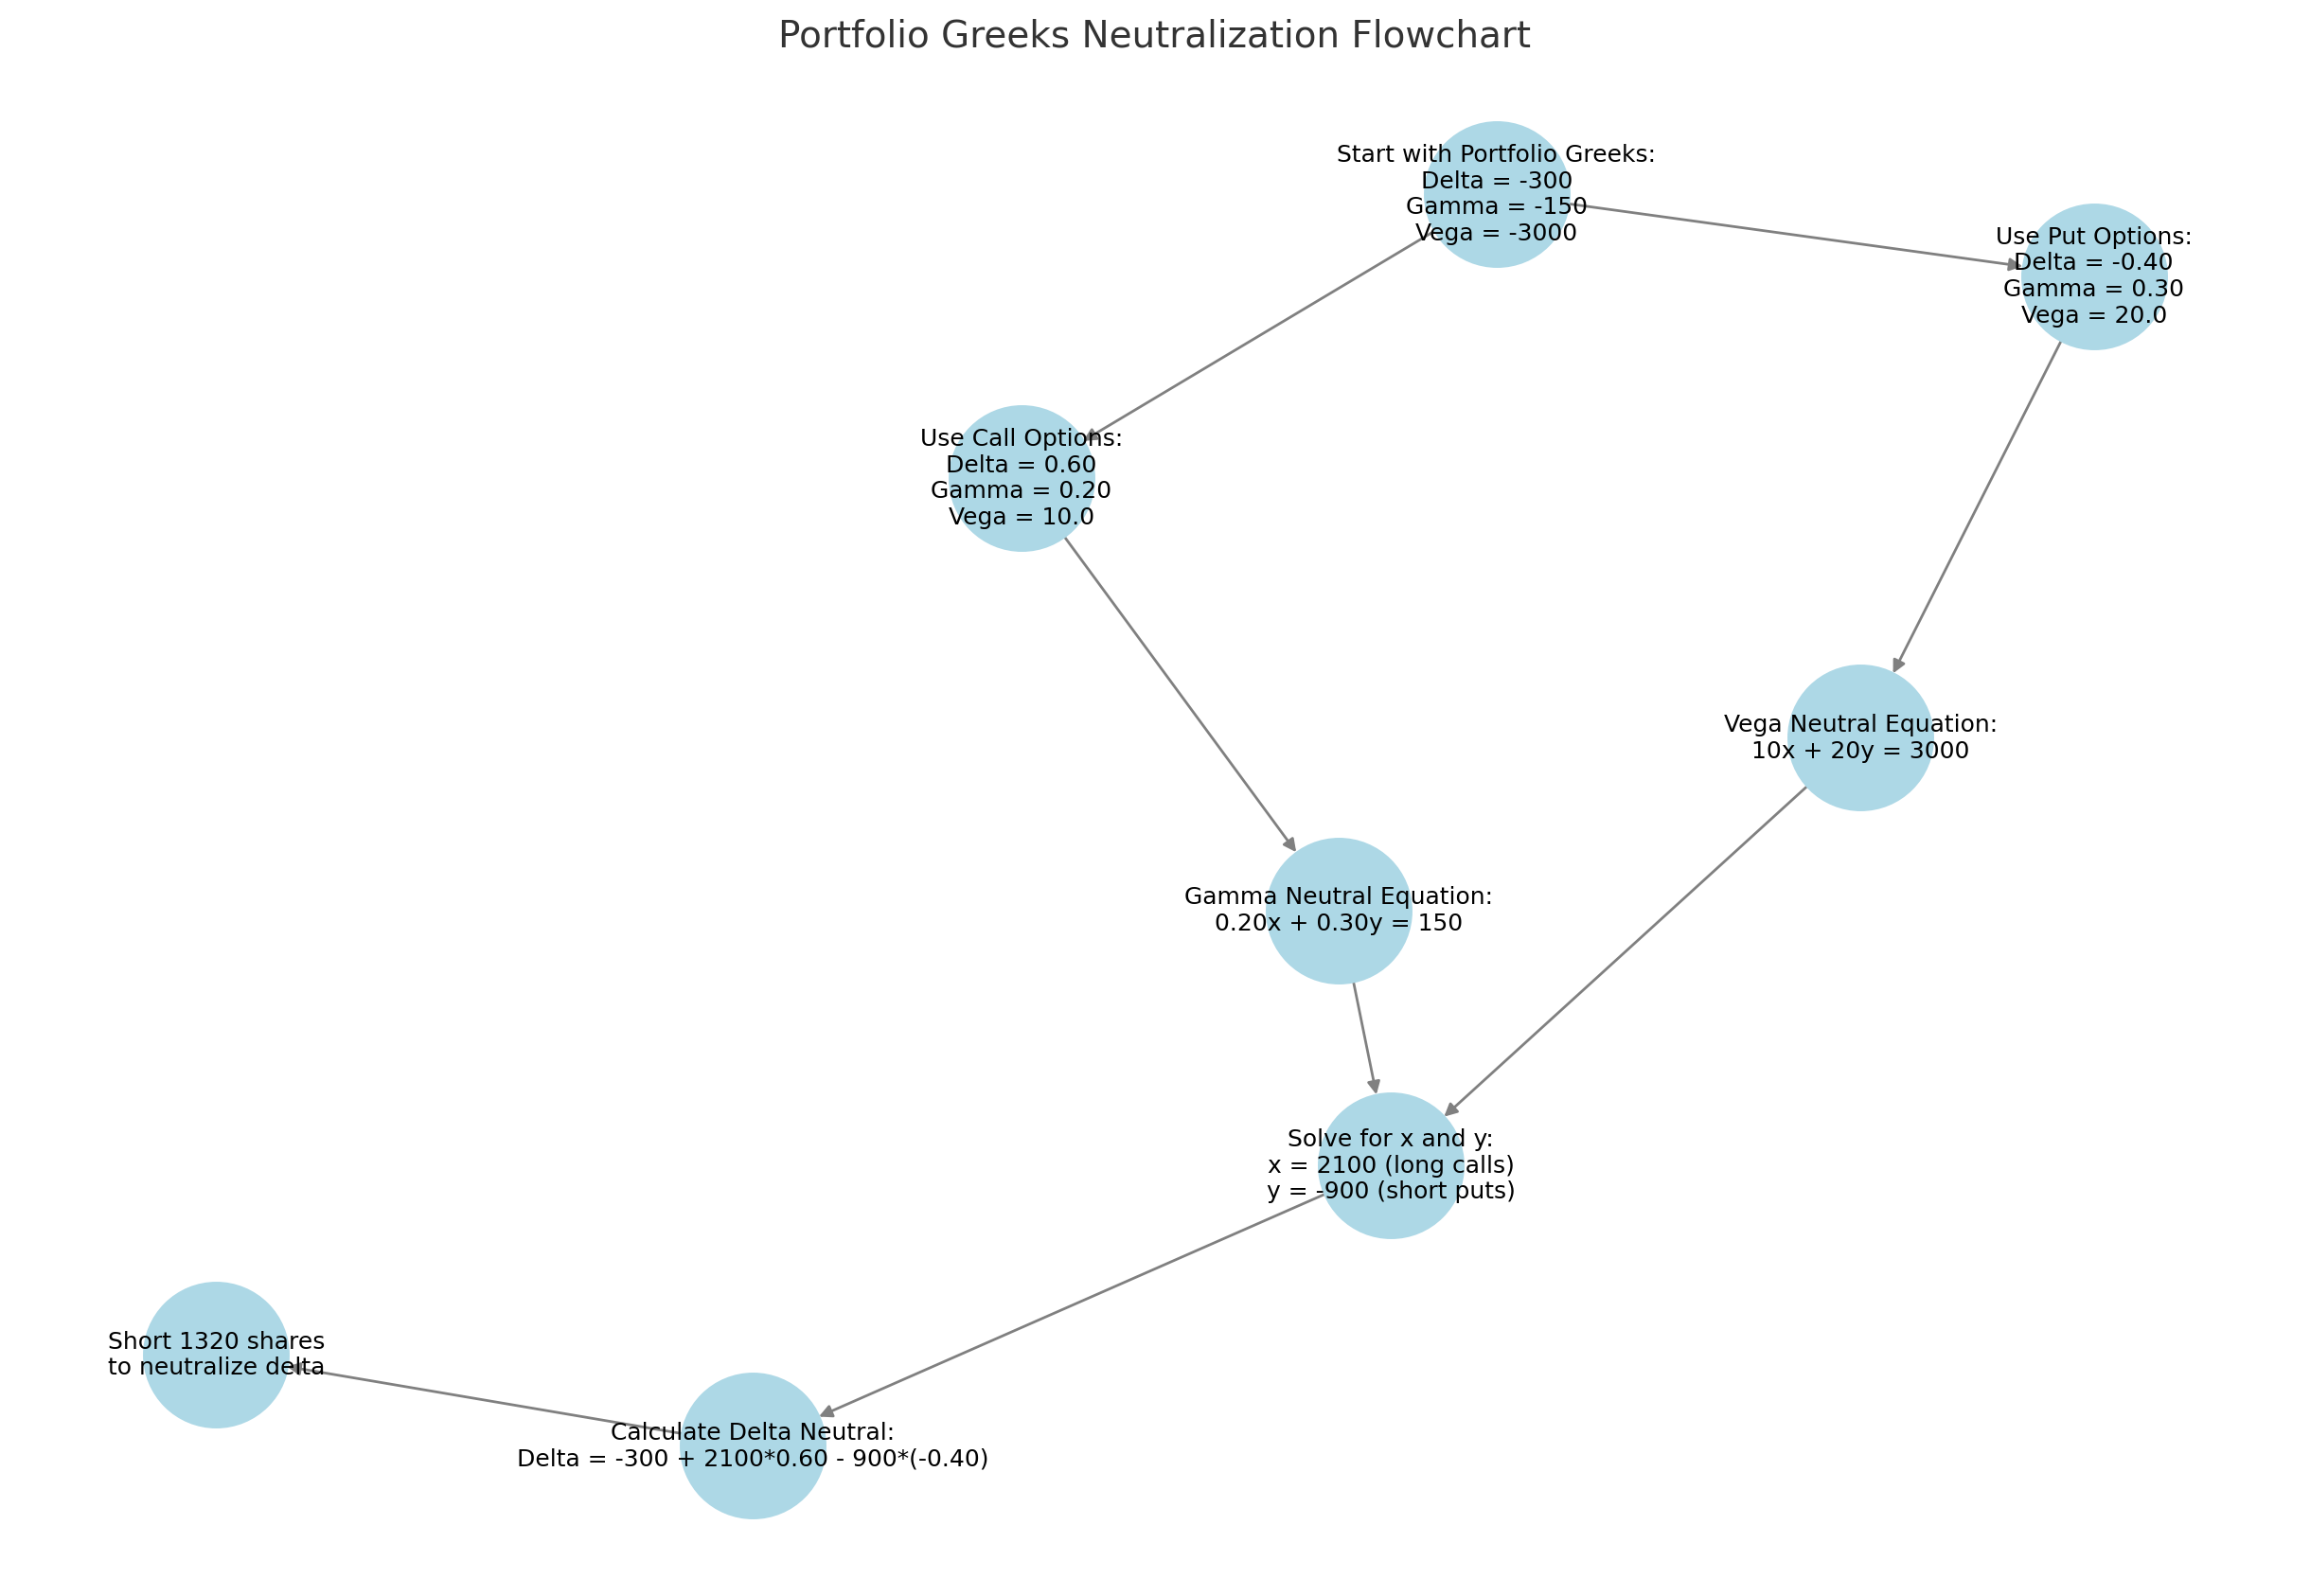 Portfolio Greeks Neutralization Flowchart
Start with Portfolio Greeks:
Delta = -300
Gamma = -150
Vega = -3000
Use Put Options:
Delta = -0.40
Gamma = 0.30
Vega = 20.0
Use Call Options:
Delta = 0.60
Gamma = 0.20
Vega = 10.0
Vega Neutral Equation:
10x + 20y = 3000
Gamma Neutral Equation:
0.20x + 0.30y = 150
Solve for x and y:
x = 2100 (long calls)
y = -900 (short puts)
Short 1320 shares
to neutralize delta
Calculate Delta Neutral:
Delta = -300 + 2100*0.60 - 900*(-0.40)